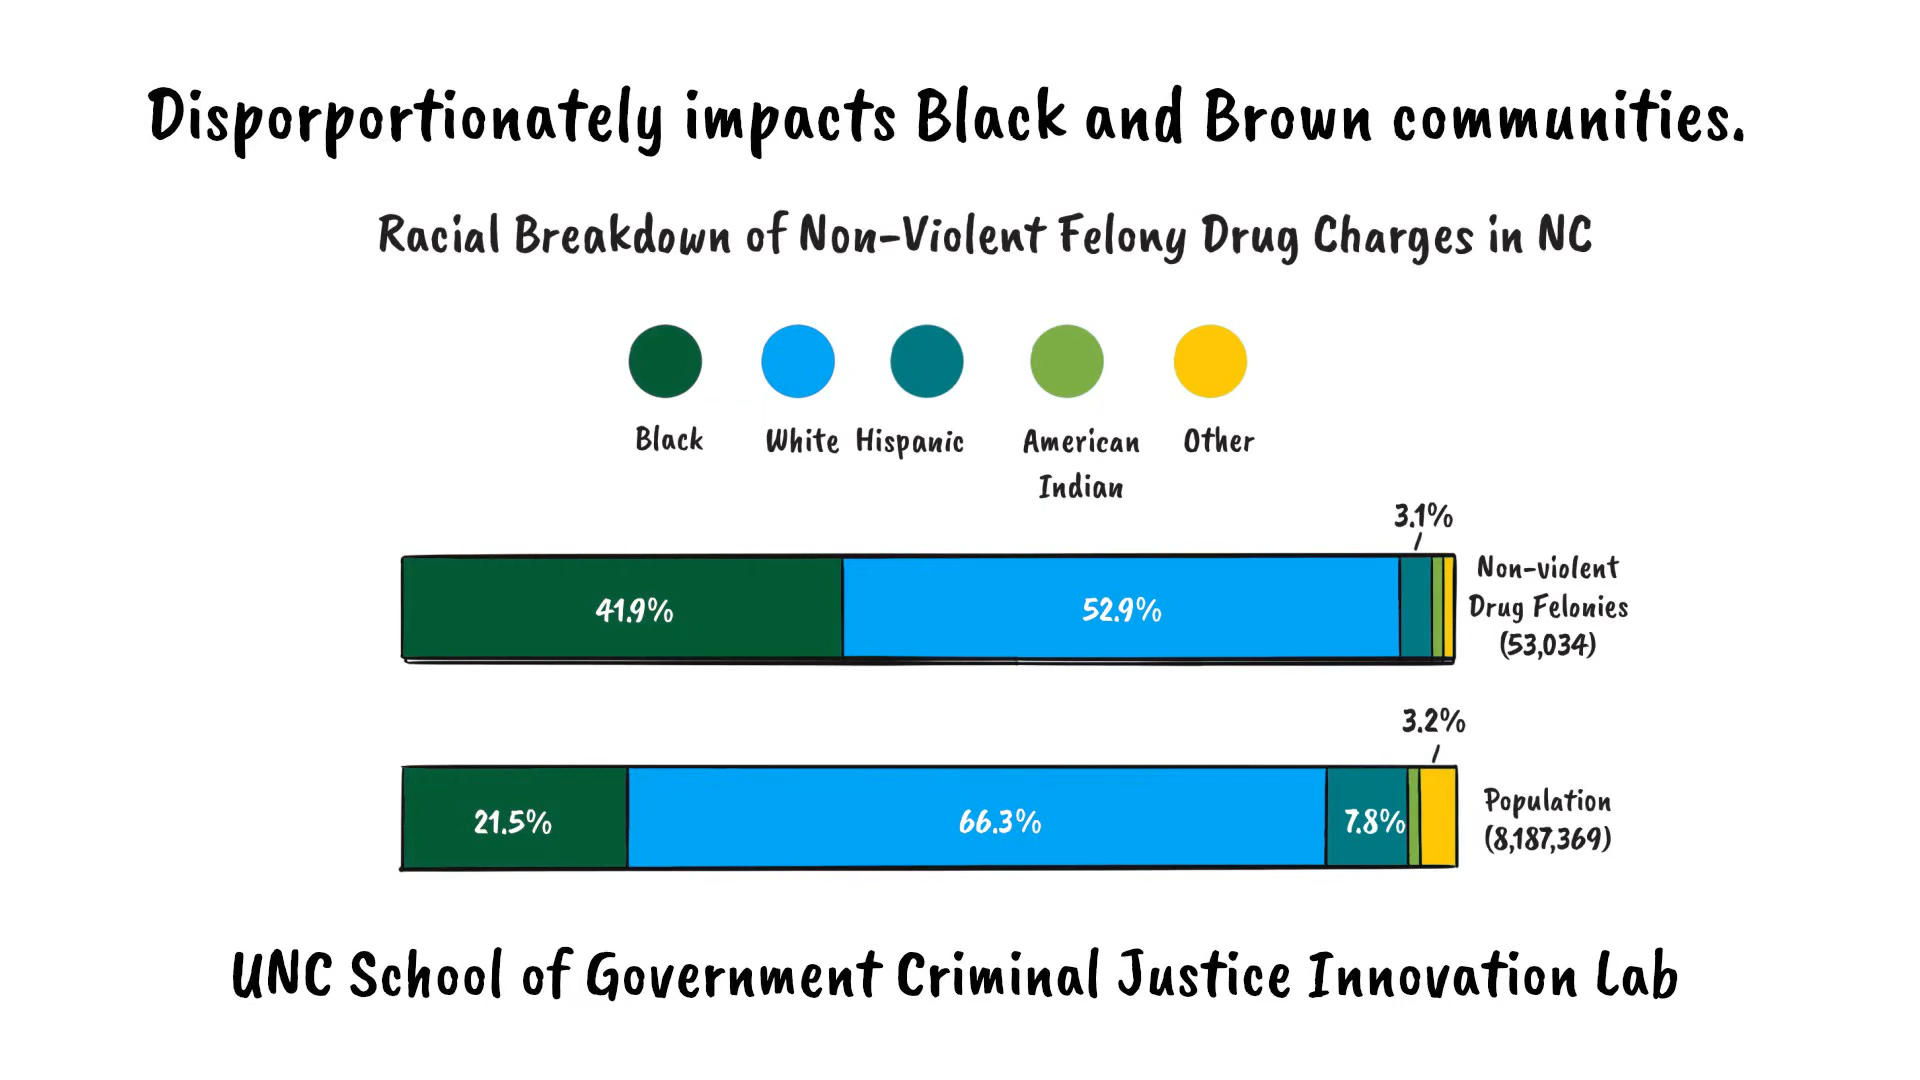 Disporportionately impacts Black and Brown communities.
Racial Breakdown of Non-Violent Felony Drug Charges in NC
Black
White
Hispanic
American
Indian
Other
3.1%
41.9%
52.9%
Non-violent
Drug Felonies
(53,034)
3.2%
21.5%
66.3%
7.8%
Population
(8,187,369)
UNC School of Government Criminal Justice Innovation Lab